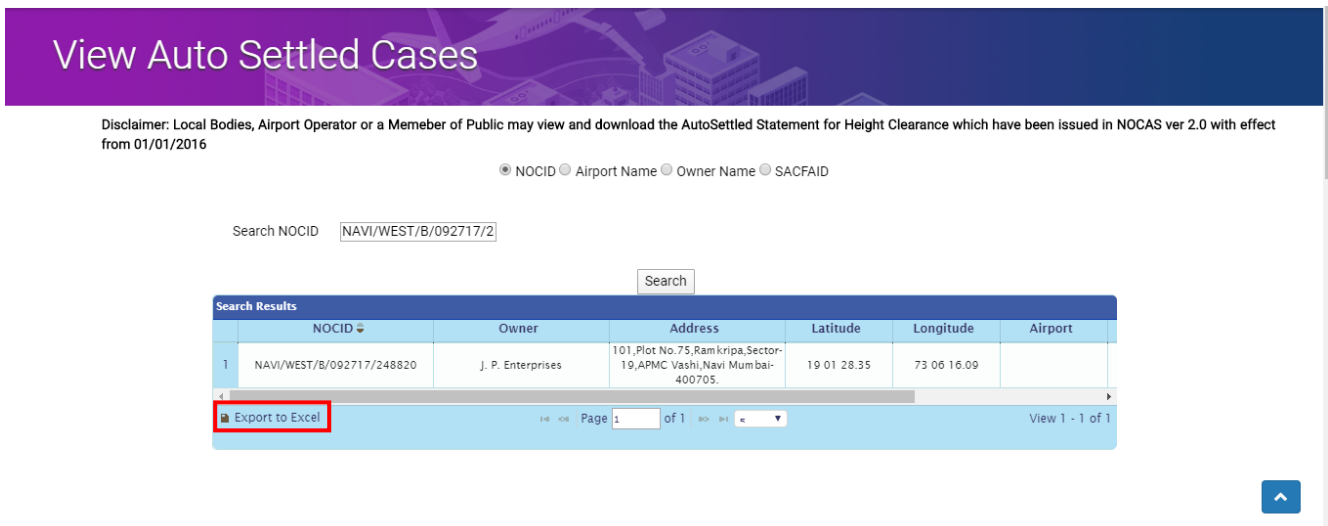 View Auto Settled Cases
Disclaimer: Local Bodies, Airport Operator or a Memeber of Public may view and download the AutoSettled Statement for Height Clearance which have been issued in NOCAS ver 2.0 with effect
from 01/01/2016
NOCID Airport Name Owner Name SACFAID
Search NOCID NAVI/WEST/B/092717/2
Search
Search Results
NOCID Owner Address Latitude Longitude Airport
1 NAVI/WEST/B/092717/248820 J. P. Enterprises 101,Plot No.75,Ramkripa,Sector-
19,APMC Vashi,Navi Mumbai-
400705. 19 01 28.35 73 06 16.09
Export to Excel Page 1 of 1 View 1 - 1 of 1